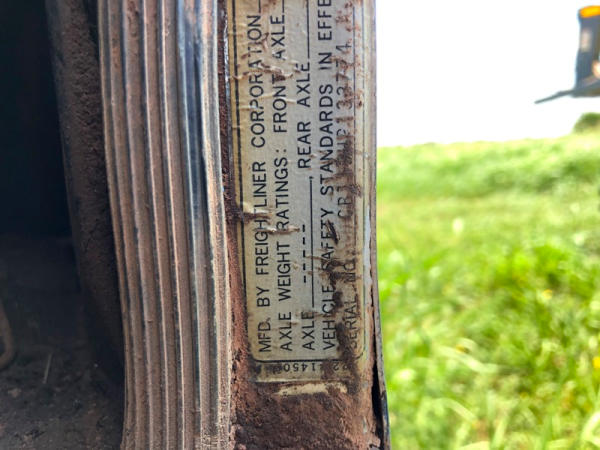 MFD. BY FREIGHTLINER CORPORATION
AXLE WEIGHT RATINGS: FRONT AXLE
AXLE ----- , REAR AXLE
VEHICLE SAFETY STANDARDS IN EFFE
SERIAL NO.